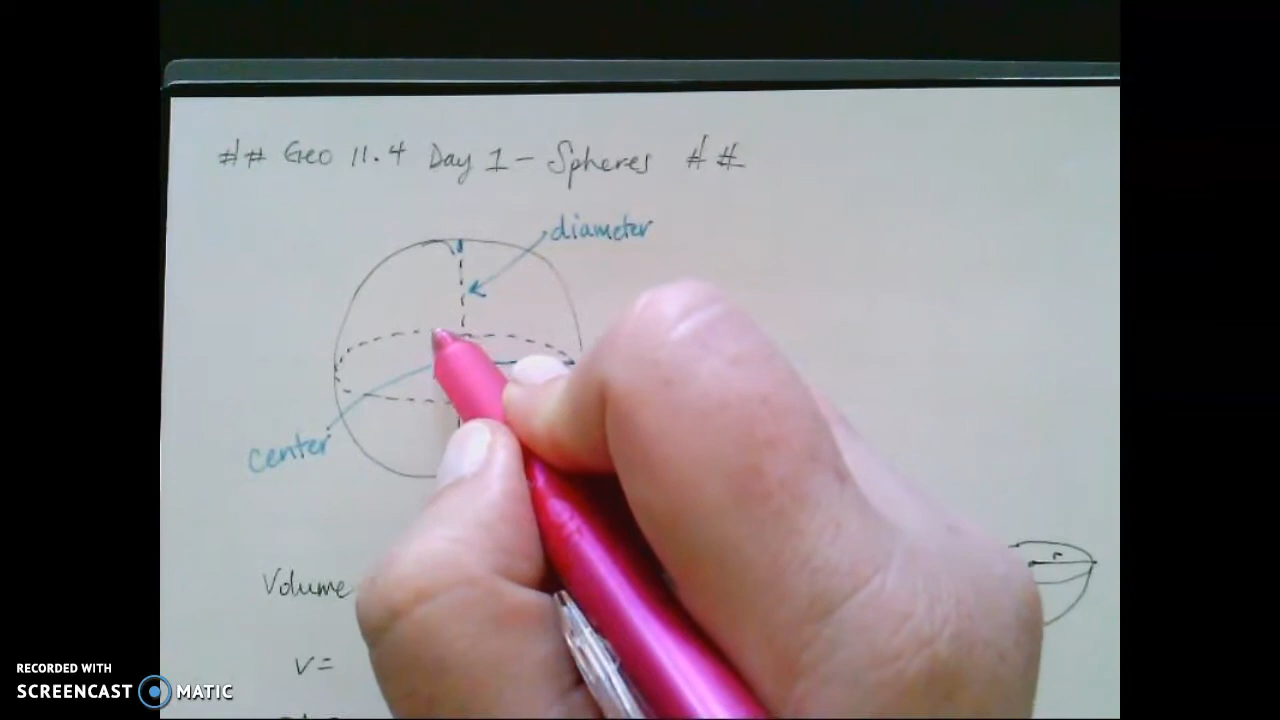 ## Geo 11.4 Day 1 - Spheres ##
diameter
center
r
Volume
V=
RECORDED WITH
SCREENCAST MATIC